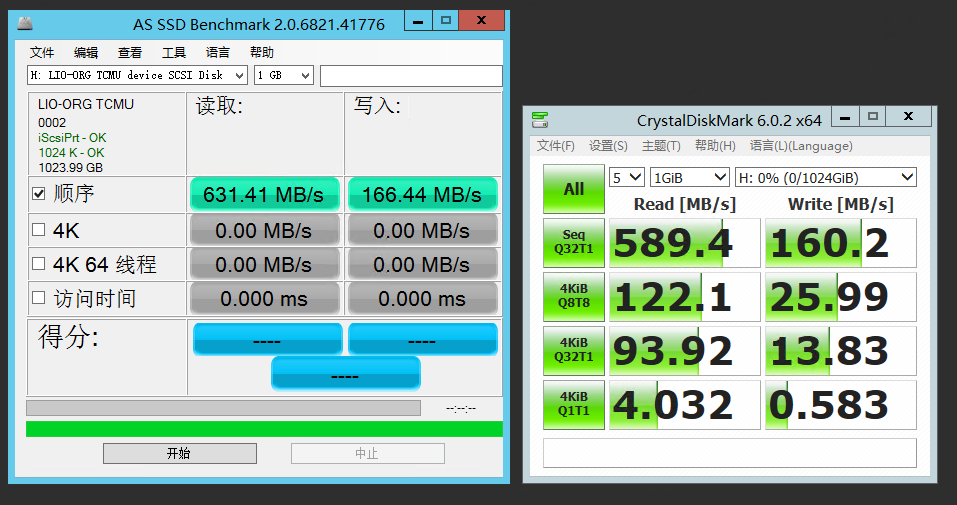 AS SSD Benchmark 2.0.6821.41776
文件 编辑 查看 工具 语言 帮助
H: LIO-ORG TCMU device SCSI Disk 1 GB
LIO-ORG TCMU
0002
iScsiPrt - OK
1024 K - OK
1023.99 GB
读取: 写入:
顺序 631.41 MB/s 166.44 MB/s
4K 0.00 MB/s 0.00 MB/s
4K 64 线程 0.00 MB/s 0.00 MB/s
访问时间 0.000 ms 0.000 ms
得分: ---- ----
----
--:--:--
开始 中止
CrystalDiskMark 6.0.2 x64
文件(F) 设置(S) 主题(T) 帮助(H) 语言(L)(Language)
All 5 1GiB H: 0% (0/1024GiB)
Read [MB/s] Write [MB/s]
Seq
Q32T1 589.4 160.2
4KiB
Q8T8 122.1 25.99
4KiB
Q32T1 93.92 13.83
4KiB
Q1T1 4.032 0.583